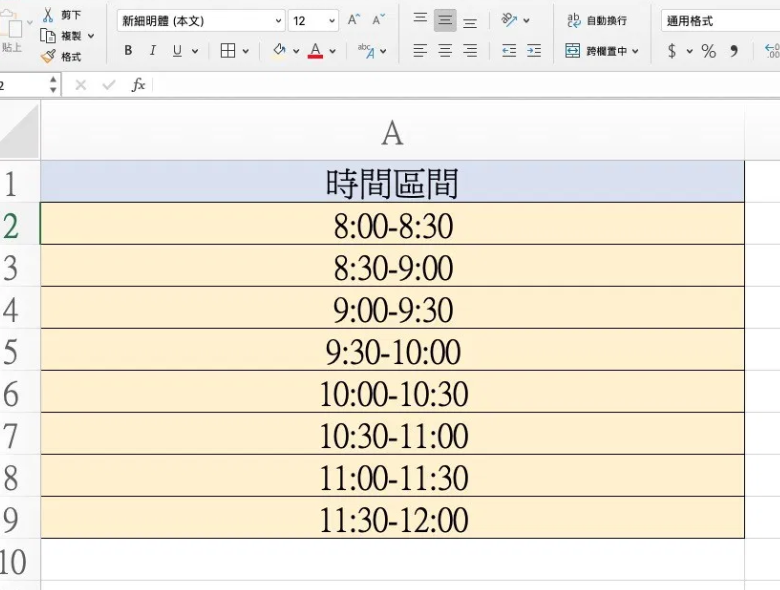 剪下
新細明體 (本文) 12 A^ Aˇ ab 自動換行 通用格式
貼上 複製
格式 B I U A abc A 跨欄置中 $ % ,
2 fx
A
1 時間區間
2 8:00-8:30
3 8:30-9:00
4 9:00-9:30
5 9:30-10:00
6 10:00-10:30
7 10:30-11:00
8 11:00-11:30
9 11:30-12:00
10